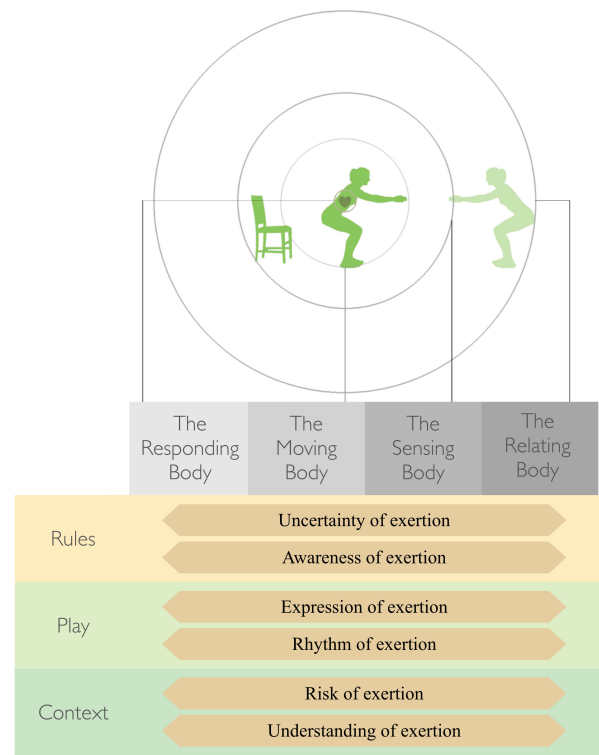 The Responding Body
The Moving Body
The Sensing Body
The Relating Body
Rules
Uncertainty of exertion
Awareness of exertion
Play
Expression of exertion
Rhythm of exertion
Context
Risk of exertion
Understanding of exertion